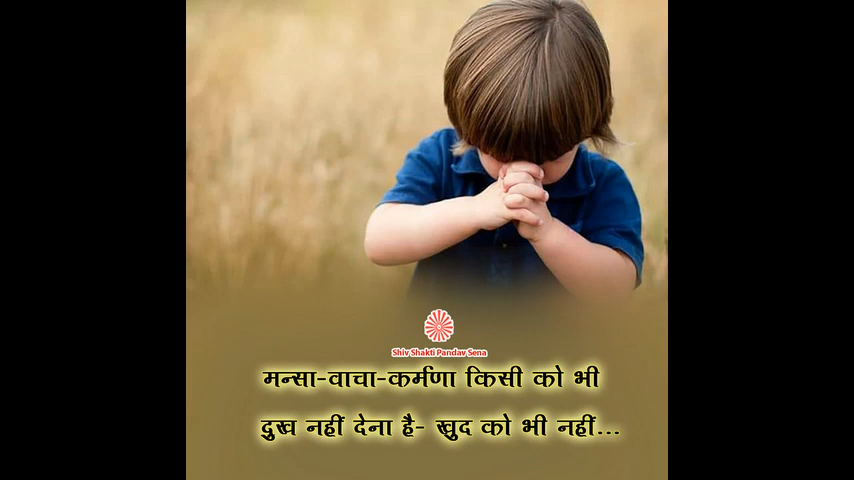 Shiv Shakti Pandav Sena
मन्सा-वाचा-कर्मणा किसी को भी
दुख नहीं देना है- खुद को भी नहीं...